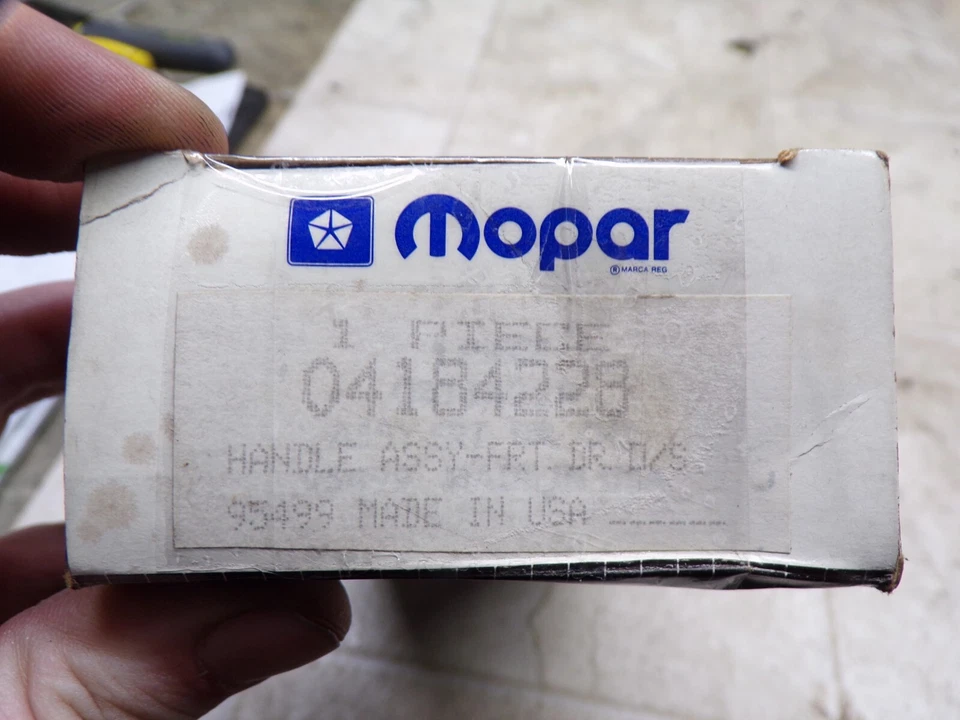 mopar
® MARCA REG
1 PIECE
04184228
HANDLE ASSY-FRT DR O/S
95499 MADE IN USA